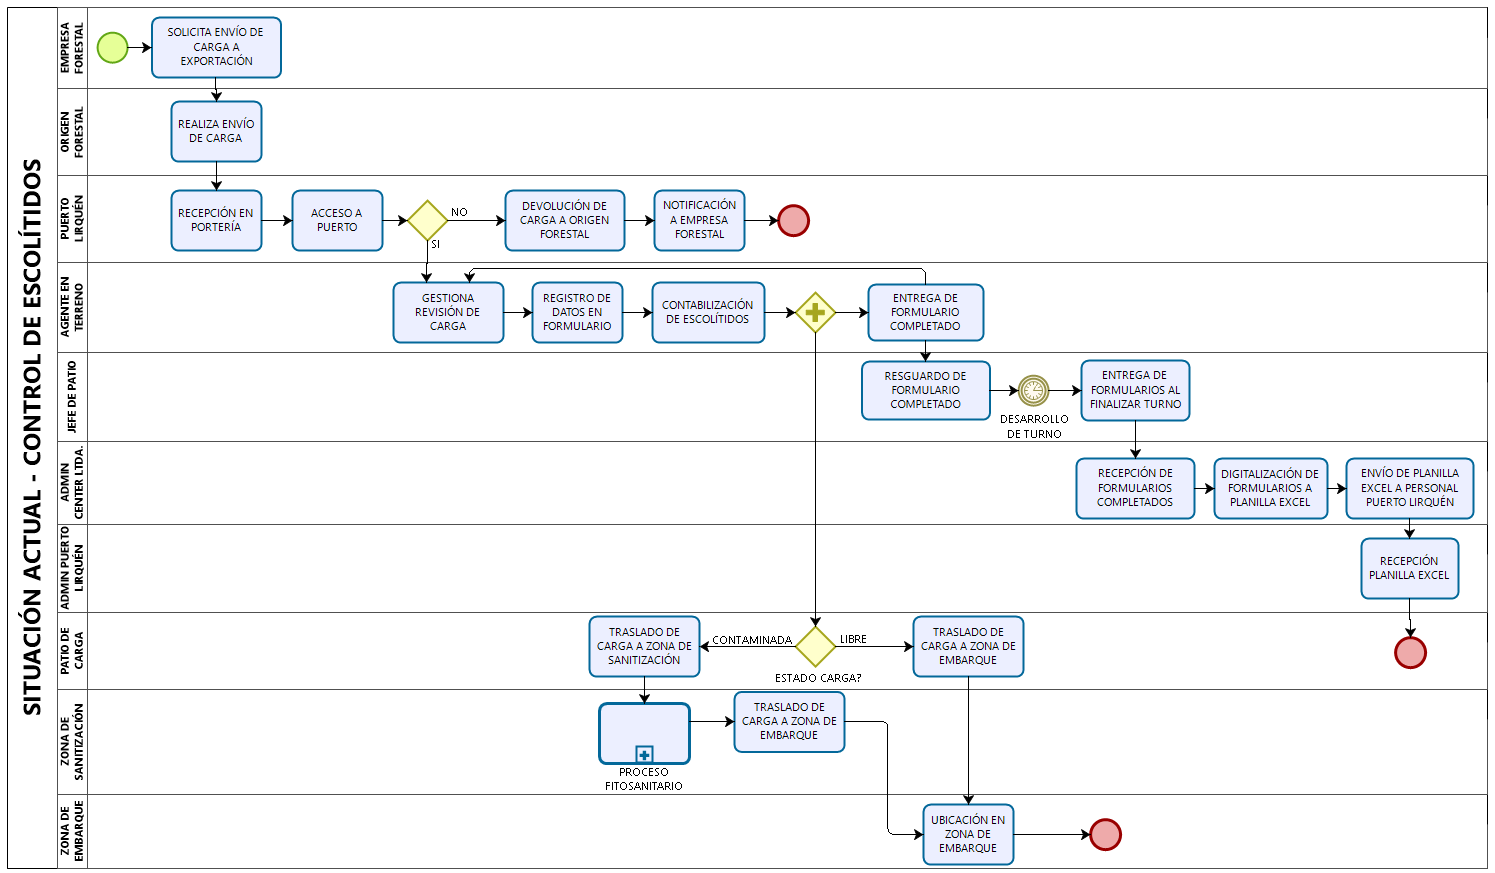 SITUACIÓN ACTUAL - CONTROL DE ESCOLÍTIDOS
EMPRESA
FORESTAL
SOLICITA ENVÍO DE
CARGA A
EXPORTACIÓN
ORIGEN
FORESTAL
REALIZA ENVÍO
DE CARGA
PUERTO
LIRQUÉN
RECEPCIÓN EN
PORTERÍA
ACCESO A
PUERTO
NO
SI
DEVOLUCIÓN DE
CARGA A ORIGEN
FORESTAL
NOTIFICACIÓN
A EMPRESA
FORESTAL
AGENTE EN
TERRENO
GESTIONA
REVISIÓN DE
CARGA
REGISTRO DE
DATOS EN
FORMULARIO
CONTABILIZACIÓN
DE ESCOLÍTIDOS
ENTREGA DE
FORMULARIO
COMPLETADO
JEFE DE PATIO
RESGUARDO DE
FORMULARIO
COMPLETADO
DESARROLLO
DE TURNO
ENTREGA DE
FORMULARIOS AL
FINALIZAR TURNO
ADMIN
CENTER LTDA.
RECEPCIÓN DE
FORMULARIOS
COMPLETADOS
DIGITALIZACIÓN DE
FORMULARIOS A
PLANILLA EXCEL
ENVÍO DE PLANILLA
EXCEL A PERSONAL
PUERTO LIRQUÉN
ADMIN PUERTO
LIRQUÉN
RECEPCIÓN
PLANILLA EXCEL
PATIO DE
CARGA
TRASLADO DE
CARGA A ZONA DE
SANITIZACIÓN
CONTAMINADA
LIBRE
ESTADO CARGA?
TRASLADO DE
CARGA A ZONA DE
EMBARQUE
ZONA DE
SANITIZACIÓN
PROCESO
FITOSANITARIO
TRASLADO DE
CARGA A ZONA DE
EMBARQUE
ZONA DE
EMBARQUE
UBICACIÓN EN
ZONA DE
EMBARQUE